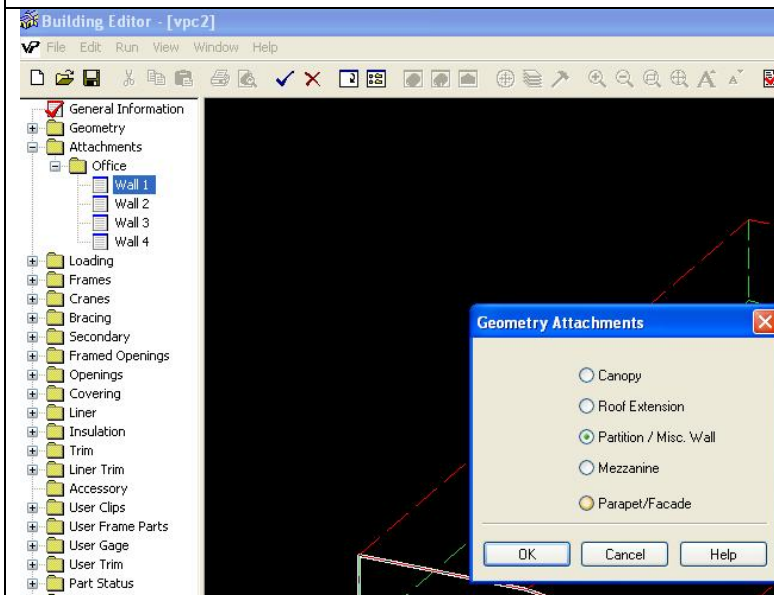 Building Editor - [vpc2]
VP File Edit Run View Window Help
General Information
Geometry
Attachments
Office
Wall 1
Wall 2
Wall 3
Wall 4
Loading
Frames
Cranes
Bracing
Secondary
Framed Openings
Openings
Covering
Liner
Insulation
Trim
Liner Trim
Accessory
User Clips
User Frame Parts
User Gage
User Trim
Part Status
Geometry Attachments
Canopy
Roof Extension
Partition / Misc. Wall
Mezzanine
Parapet/Facade
OK Cancel Help